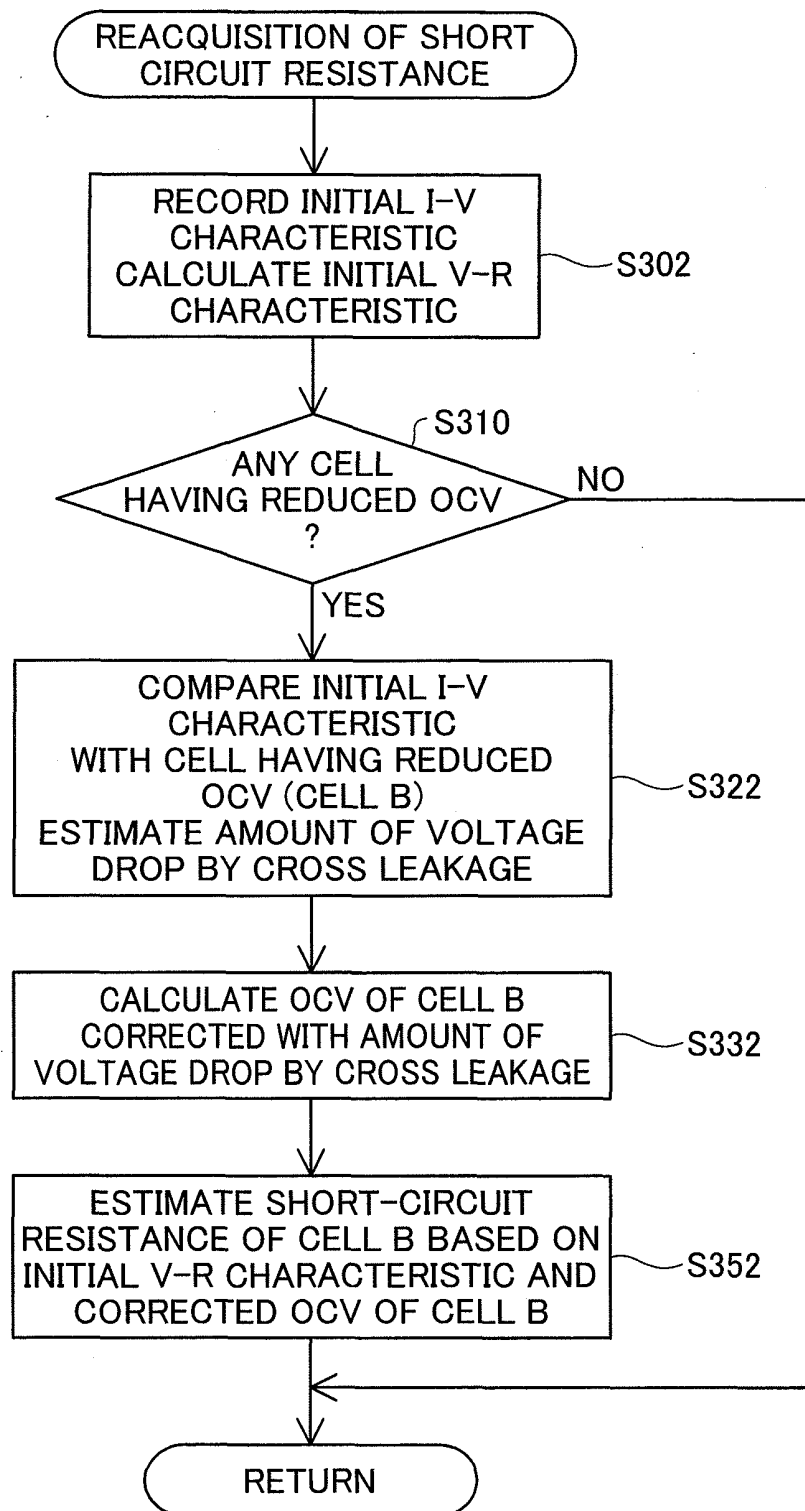 REACQUISITION OF SHORT
CIRCUIT RESISTANCE
RECORD INITIAL I-V
CHARACTERISTIC
CALCULATE INITIAL V-R
CHARACTERISTIC
S302
S310
ANY CELL
HAVING REDUCED OCV
?
NO
YES
COMPARE INITIAL I-V
CHARACTERISTIC
WITH CELL HAVING REDUCED
OCV (CELL B)
ESTIMATE AMOUNT OF VOLTAGE
DROP BY CROSS LEAKAGE
S322
CALCULATE OCV OF CELL B
CORRECTED WITH AMOUNT OF
VOLTAGE DROP BY CROSS LEAKAGE
S332
ESTIMATE SHORT-CIRCUIT
RESISTANCE OF CELL B BASED ON
INITIAL V-R CHARACTERISTIC AND
CORRECTED OCV OF CELL B
S352
RETURN